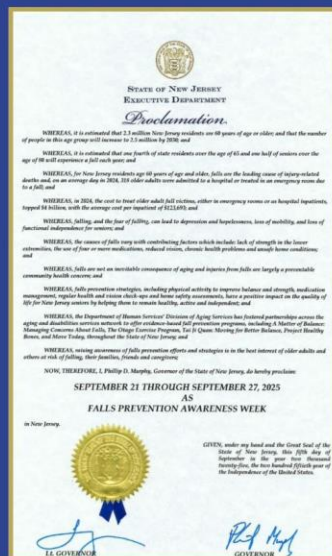 STATE OF NEW JERSEY
EXECUTIVE DEPARTMENT
Proclamation.
WHEREAS, it is estimated that 2.3 million New Jersey residents are 60 years of age or older; and that the number
of people in this age group will increase to 2.5 million by 2030; and
WHEREAS, it is estimated that one fourth of state residents over the age of 65 and one half of seniors over the
age of 80 will experience a fall each year; and
WHEREAS, for New Jersey residents 60 years of age and older, falls are the leading cause of injury-related
deaths and, on an average day in 2024, 319 older adults were admitted to a hospital or treated in an emergency room due
to a fall; and
WHEREAS, in 2024, the cost to treat older adult fall victims, either in emergency rooms or as hospital inpatients,
topped $4 billion, with the average cost per inpatient of; and
WHEREAS, falling, and the fear of falling, can lead to depression and hopelessness, loss of mobility, and loss of
functional independence for seniors; and
WHEREAS, the causes of falls vary with contributing factors which include: lack of strength in the lower
extremities, the use of four or more medications, reduced vision, chronic health problems and unsafe home conditions;
and
WHEREAS, falls are not an inevitable consequence of aging and injuries from falls are largely a preventable
community health concern; and
WHEREAS, falls prevention strategies, including physical activity to improve balance and strength, medication
management, regular health and vision check-ups and home safety assessments, have a positive impact on the quality of
life for New Jersey seniors by helping them to remain healthy, active and independent; and
WHEREAS, the Department of Human Services' Division of Aging Services has fostered partnerships across the
aging and disabilities services network to offer evidence-based fall prevention programs, including A Matter of Balance:
Managing Concerns About Falls, The Otago Exercise Program, Tai Ji Quan: Moving for Better Balance, Project Healthy
Bones, and Move Today, throughout the State of New Jersey; and
WHEREAS, raising awareness of falls prevention efforts and strategies is in the best interest of older adults and
others at risk of falling, their families, friends and caregivers;
NOW, THEREFORE, I, Phillip D. Murphy, Governor of the State of New Jersey, do hereby proclaim:
SEPTEMBER 21 THROUGH SEPTEMBER 27, 2025
AS
FALLS PREVENTION AWARENESS WEEK
in New Jersey.
GIVEN, under my hand and the Great Seal of the
State of New Jersey, this fifth day of
September in the year two thousand
twenty-five, the two hundred fiftieth year of
the Independence of the United States.
LT. GOVERNOR
GOVERNOR